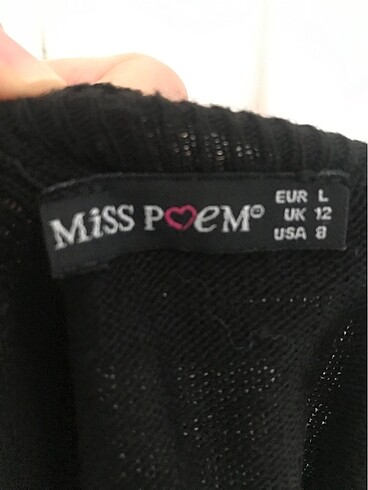 MiSS P♡eM©
EUR L
UK 12
USA 8